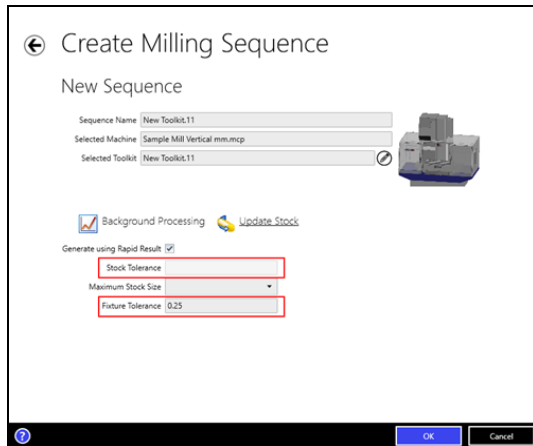 Create Milling Sequence
New Sequence
Sequence Name New Toolkit.11
Selected Machine Sample Mill Vertical mm.mcp
Selected Toolkit New Toolkit.11
Background Processing Update Stock
Generate using Rapid Result
Stock Tolerance
Maximum Stock Size
Fixture Tolerance 0.25
? OK Cancel